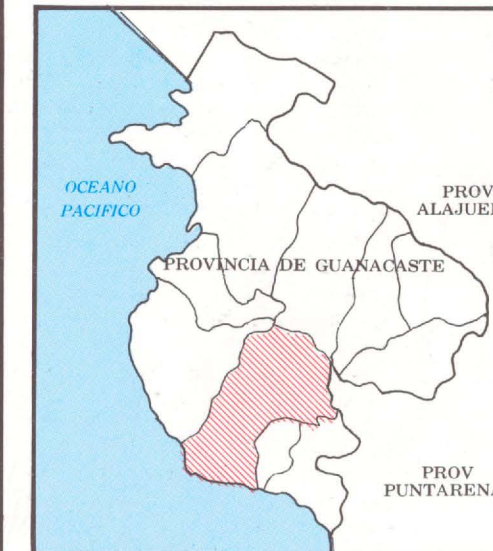 OCEANO
PACIFICO
PROV
ALAJUE
PROVINCIA DE GUANACASTE
PROV
PUNTARENA